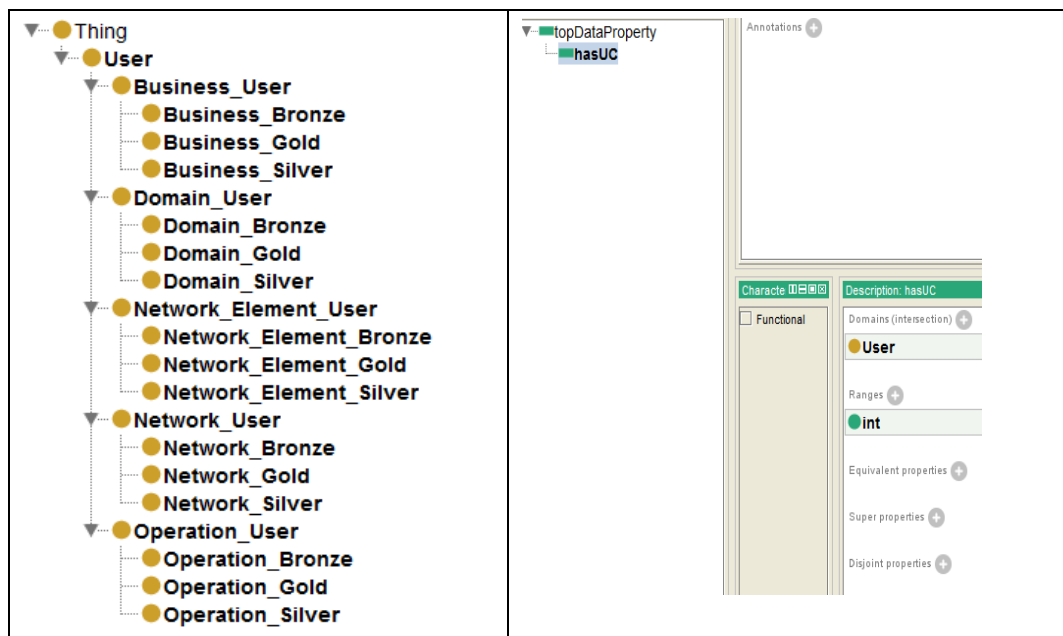 Thing
User
Business_User
Business_Bronze
Business_Gold
Business_Silver
Domain_User
Domain_Bronze
Domain_Gold
Domain_Silver
Network_Element_User
Network_Element_Bronze
Network_Element_Gold
Network_Element_Silver
Network_User
Network_Bronze
Network_Gold
Network_Silver
Operation_User
Operation_Bronze
Operation_Gold
Operation_Silver
topDataProperty
hasUC
Annotations
Characte
Functional
Description: hasUC
Domains (intersection)
User
Ranges
int
Equivalent properties
Super properties
Disjoint properties